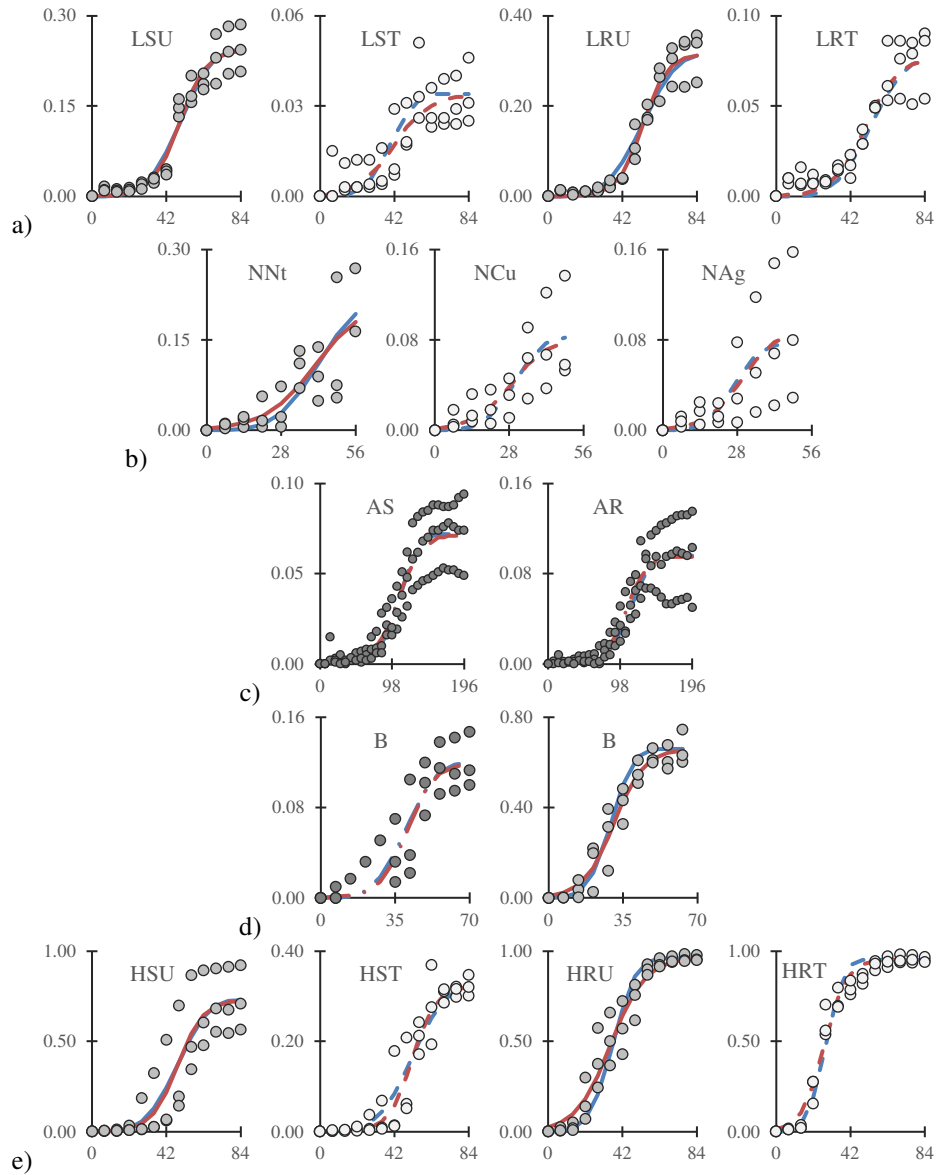 0.30 0.06 0.40 0.10
LSU LST LRU LRT
0.15 0.03 0.20 0.05
0.00 0.00 0.00 0.00
0 42 84 0 42 84 0 42 84 0 42 84
a)
0.30 0.16 0.16
NNt NCu NAg
0.15 0.08 0.08
0.00 0.00 0.00
0 28 56 0 28 56 0 28 56
b)
0.10 0.16
AS AR
0.05 0.08
0.00 0.00
0 98 196 0 98 196
c)
0.16 0.80
B B
0.08 0.40
0.00 0.00
0 35 70 0 35 70
d)
1.00 0.40 1.00 1.00
HSU HST HRU HRT
0.50 0.20 0.50 0.50
0.00 0.00 0.00 0.00
0 42 84 0 42 84 0 42 84 0 42 84
e)